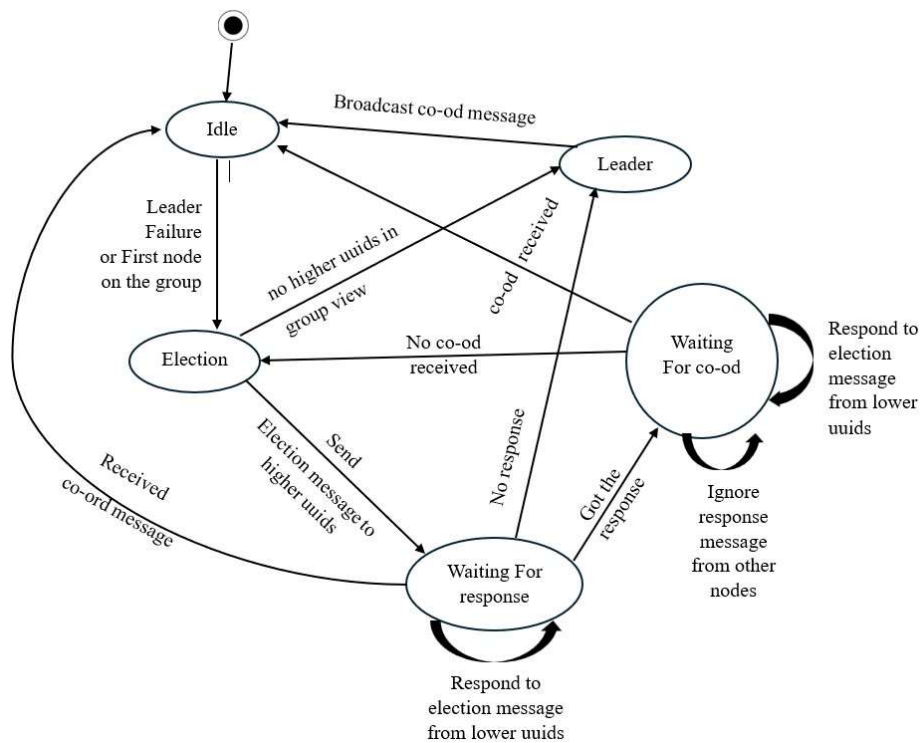 Idle
Broadcast co-od message
Leader
Leader
Failure
or First node
on the group
no higher uuids in
group view
co-od received
Waiting
For co-od
Respond to
election
message
from lower
uuids
Election
No co-od
received
Send
Election message to
higher uuids
No response
Got the
response
Ignore
response
message
from other
nodes
Received
co-ord message
Waiting For
response
Respond to
election message
from lower uuids